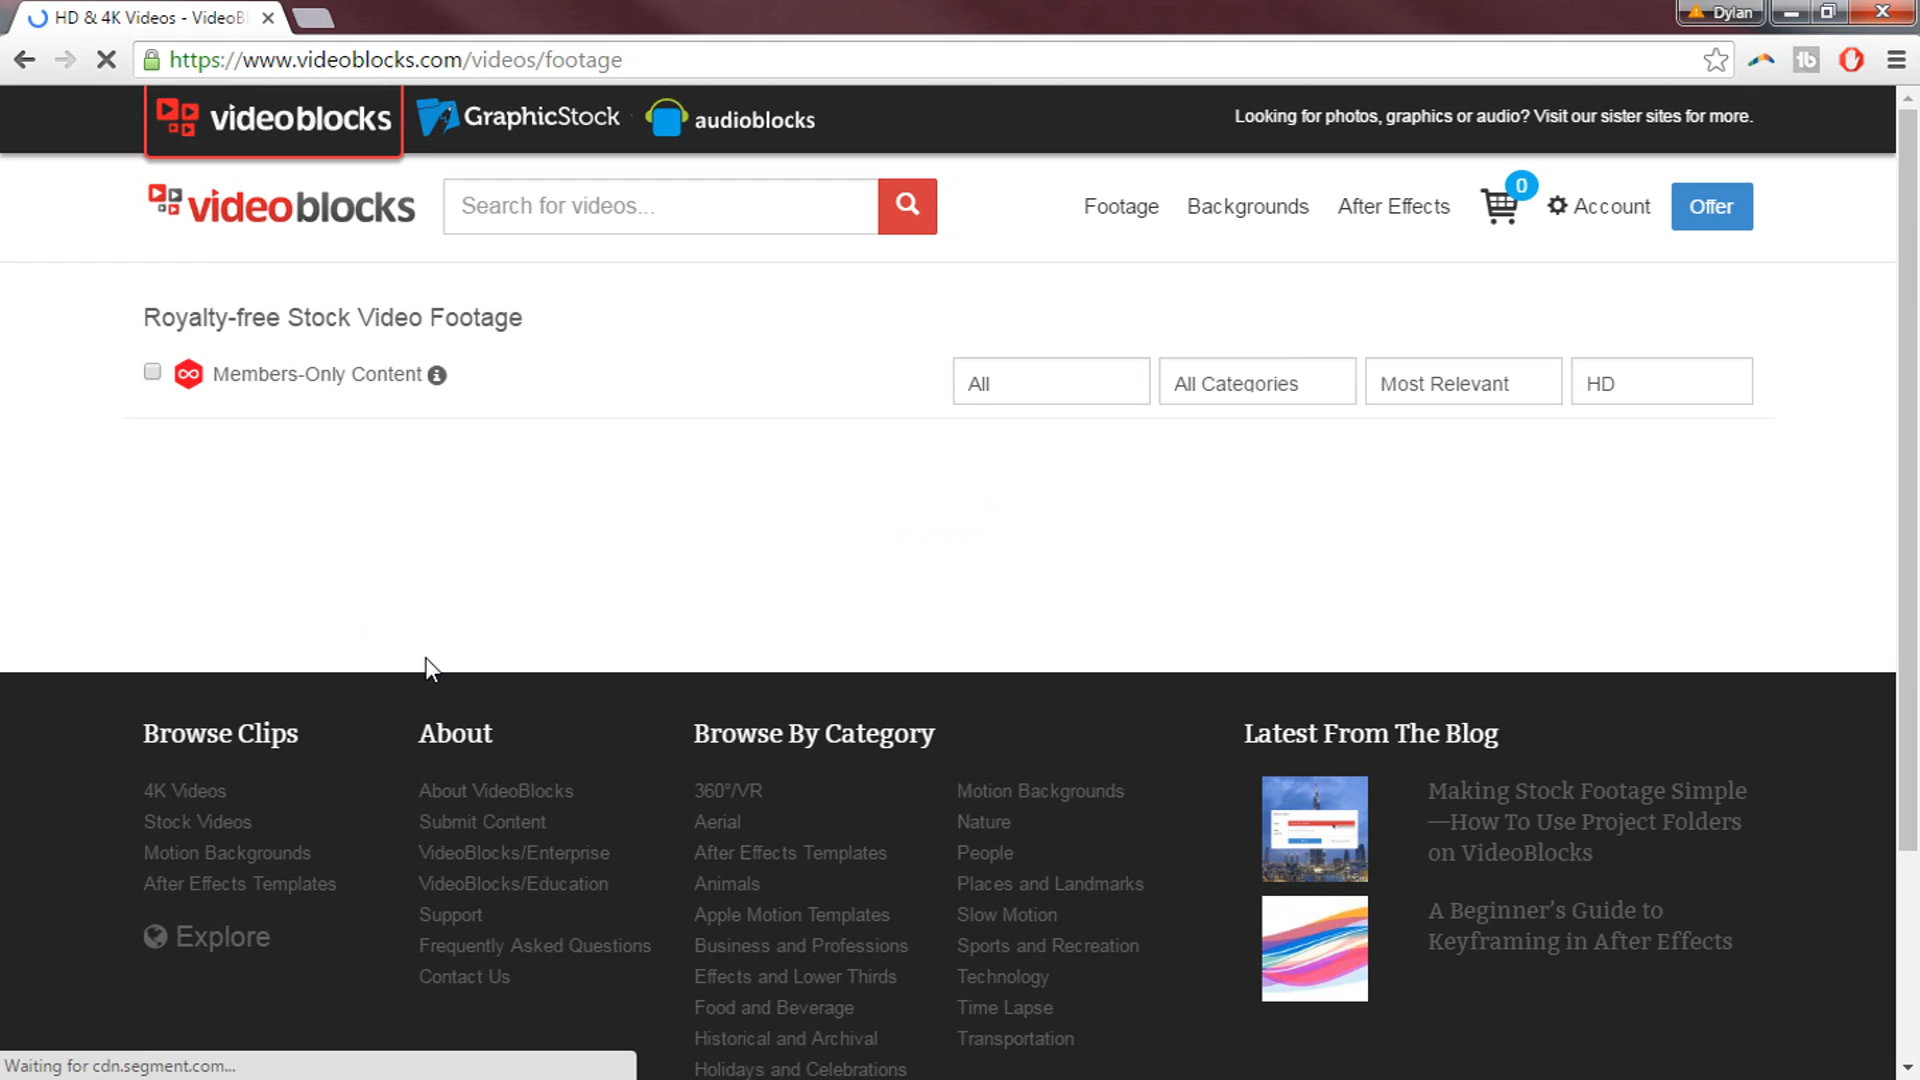 HD & 4K Videos - VideoB
Dylan
https://www.videoblocks.com/videos/footage
videoblocks
GraphicStock
audioblocks
Looking for photos, graphics or audio? Visit our sister sites for more.
videoblocks
Search for videos...
Footage
Backgrounds
After Effects
0
Account
Offer
Royalty-free Stock Video Footage
Members-Only Content
All
All Categories
Most Relevant
HD
Browse Clips
4K Videos
Stock Videos
Motion Backgrounds
After Effects Templates
Explore
About
About VideoBlocks
Submit Content
VideoBlocks/Enterprise
VideoBlocks/Education
Support
Frequently Asked Questions
Contact Us
Browse By Category
360°/VR
Aerial
After Effects Templates
Animals
Apple Motion Templates
Business and Professions
Effects and Lower Thirds
Food and Beverage
Historical and Archival
Holidays and Celebrations
Motion Backgrounds
Nature
People
Places and Landmarks
Slow Motion
Sports and Recreation
Technology
Time Lapse
Transportation
Latest From The Blog
Making Stock Footage Simple
—How To Use Project Folders
on VideoBlocks
A Beginner's Guide to
Keyframing in After Effects
Waiting for cdn.segment.com...